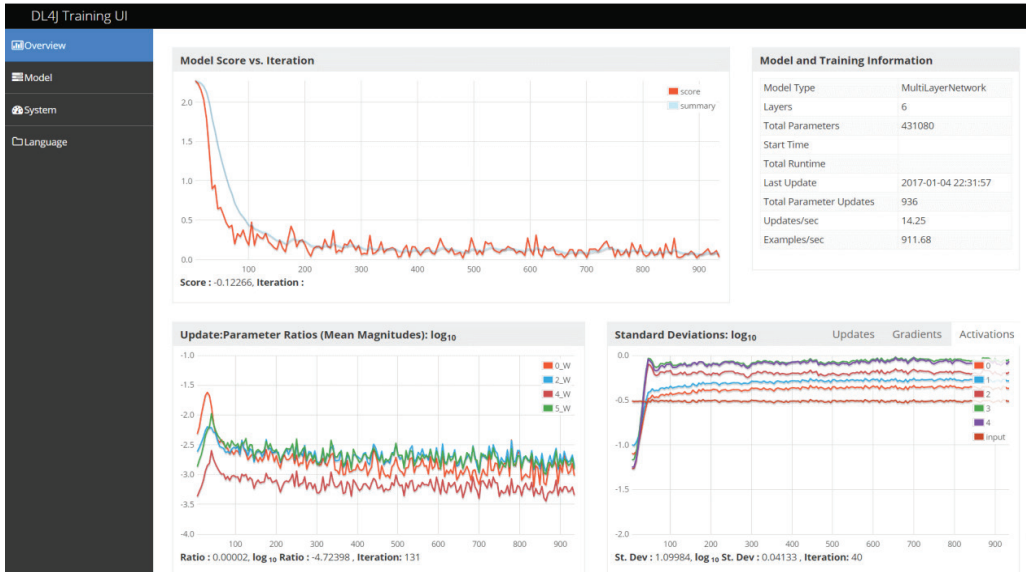 DL4J Training UI
Overview
Model
System
Language
Model Score vs. Iteration
score
summary
2.0
1.5
1.0
0.5
0.0
100 200 300 400 500 600 700 800 900
Score : -0.12266, Iteration :
Model and Training Information
Model Type MultiLayerNetwork
Layers 6
Total Parameters 431080
Start Time
Total Runtime
Last Update 2017-01-04 22:31:57
Total Parameter Updates 936
Updates/sec 14.25
Examples/sec 911.68
Update:Parameter Ratios (Mean Magnitudes): log10
0_W
2_W
4_W
5_W
-1.0
-1.5
-2.0
-2.5
-3.0
-3.5
-4.0
100 200 300 400 500 600 700 800 900
Ratio : 0.00002, log 10 Ratio : -4.72398 , Iteration: 131
Standard Deviations: log10 Updates Gradients Activations
0
1
2
3
4
input
0.0
-0.5
-1.0
-1.5
-2.0
100 200 300 400 500 600 700 800 900
St. Dev : 1.09984, log 10 St. Dev : 0.04133 , Iteration: 40